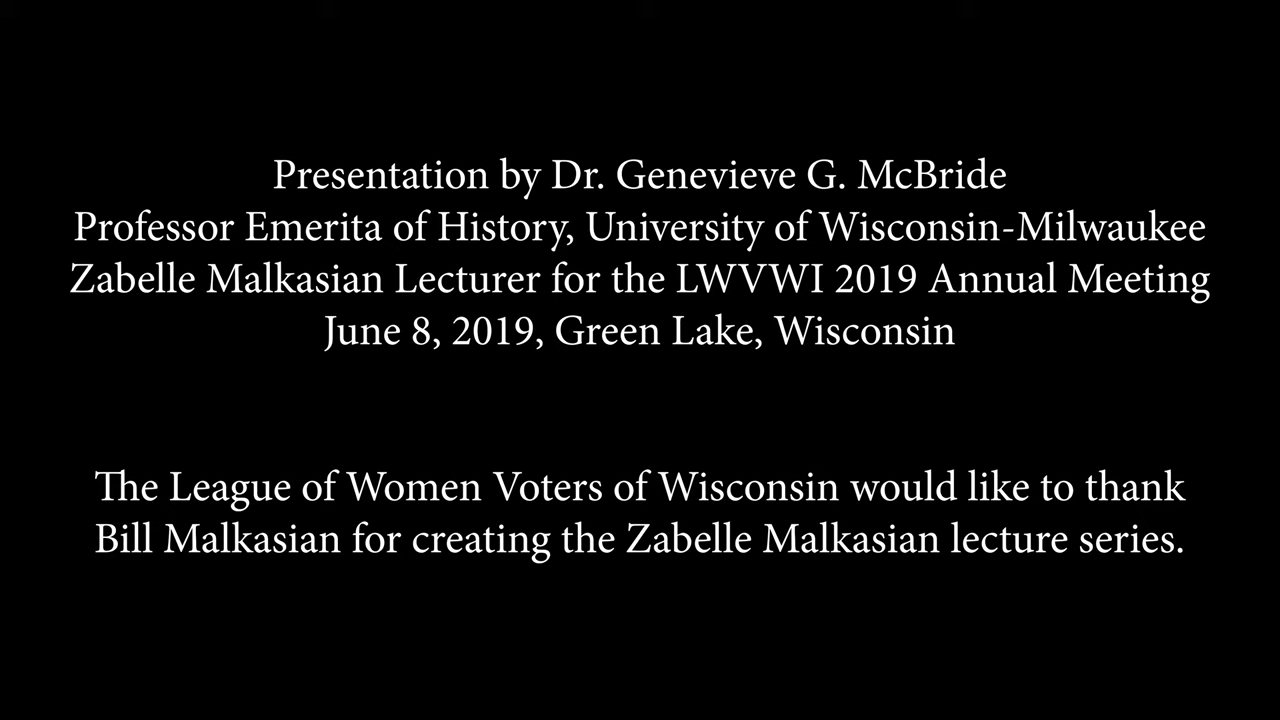 Presentation by Dr. Genevieve G. McBride
Professor Emerita of History, University of Wisconsin-Milwaukee
Zabelle Malkasian Lecturer for the LWVWI 2019 Annual Meeting
June 8, 2019, Green Lake, Wisconsin
The League of Women Voters of Wisconsin would like to thank
Bill Malkasian for creating the Zabelle Malkasian lecture series.